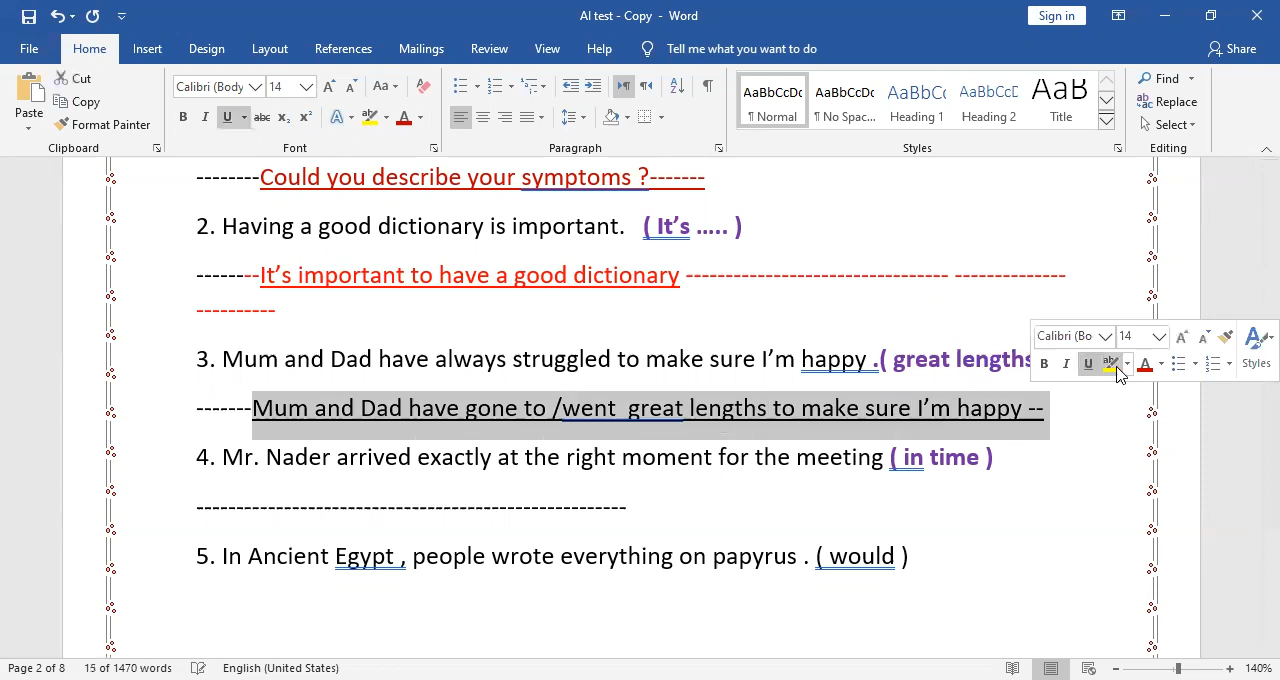 AI test - Copy - Word
Sign in
File Home Insert Design Layout References Mailings Review View Help Tell me what you want to do Share
Paste Cut Copy Format Painter
Calibri (Body 14
B I U abc X₂ X²
AaBbCcDc AaBbCcDc AaBbCc AaBbCcC AaB
¶ Normal ¶ No Spac... Heading 1 Heading 2 Title
Find Replace Select
Clipboard Font Paragraph Styles Editing
--------Could you describe your symptoms ?-------
2. Having a good dictionary is important. ( It’s ..... )
--------It’s important to have a good dictionary --------------------------------- --------------
----------
3. Mum and Dad have always struggled to make sure I’m happy .( great lengths
Calibri (Bo 14
B I U ab A Styles
-------Mum and Dad have gone to /went great lengths to make sure I’m happy --
4. Mr. Nader arrived exactly at the right moment for the meeting ( in time )
------------------------------------------------------
5. In Ancient Egypt , people wrote everything on papyrus . ( would )
Page 2 of 8 15 of 1470 words English (United States) 140%